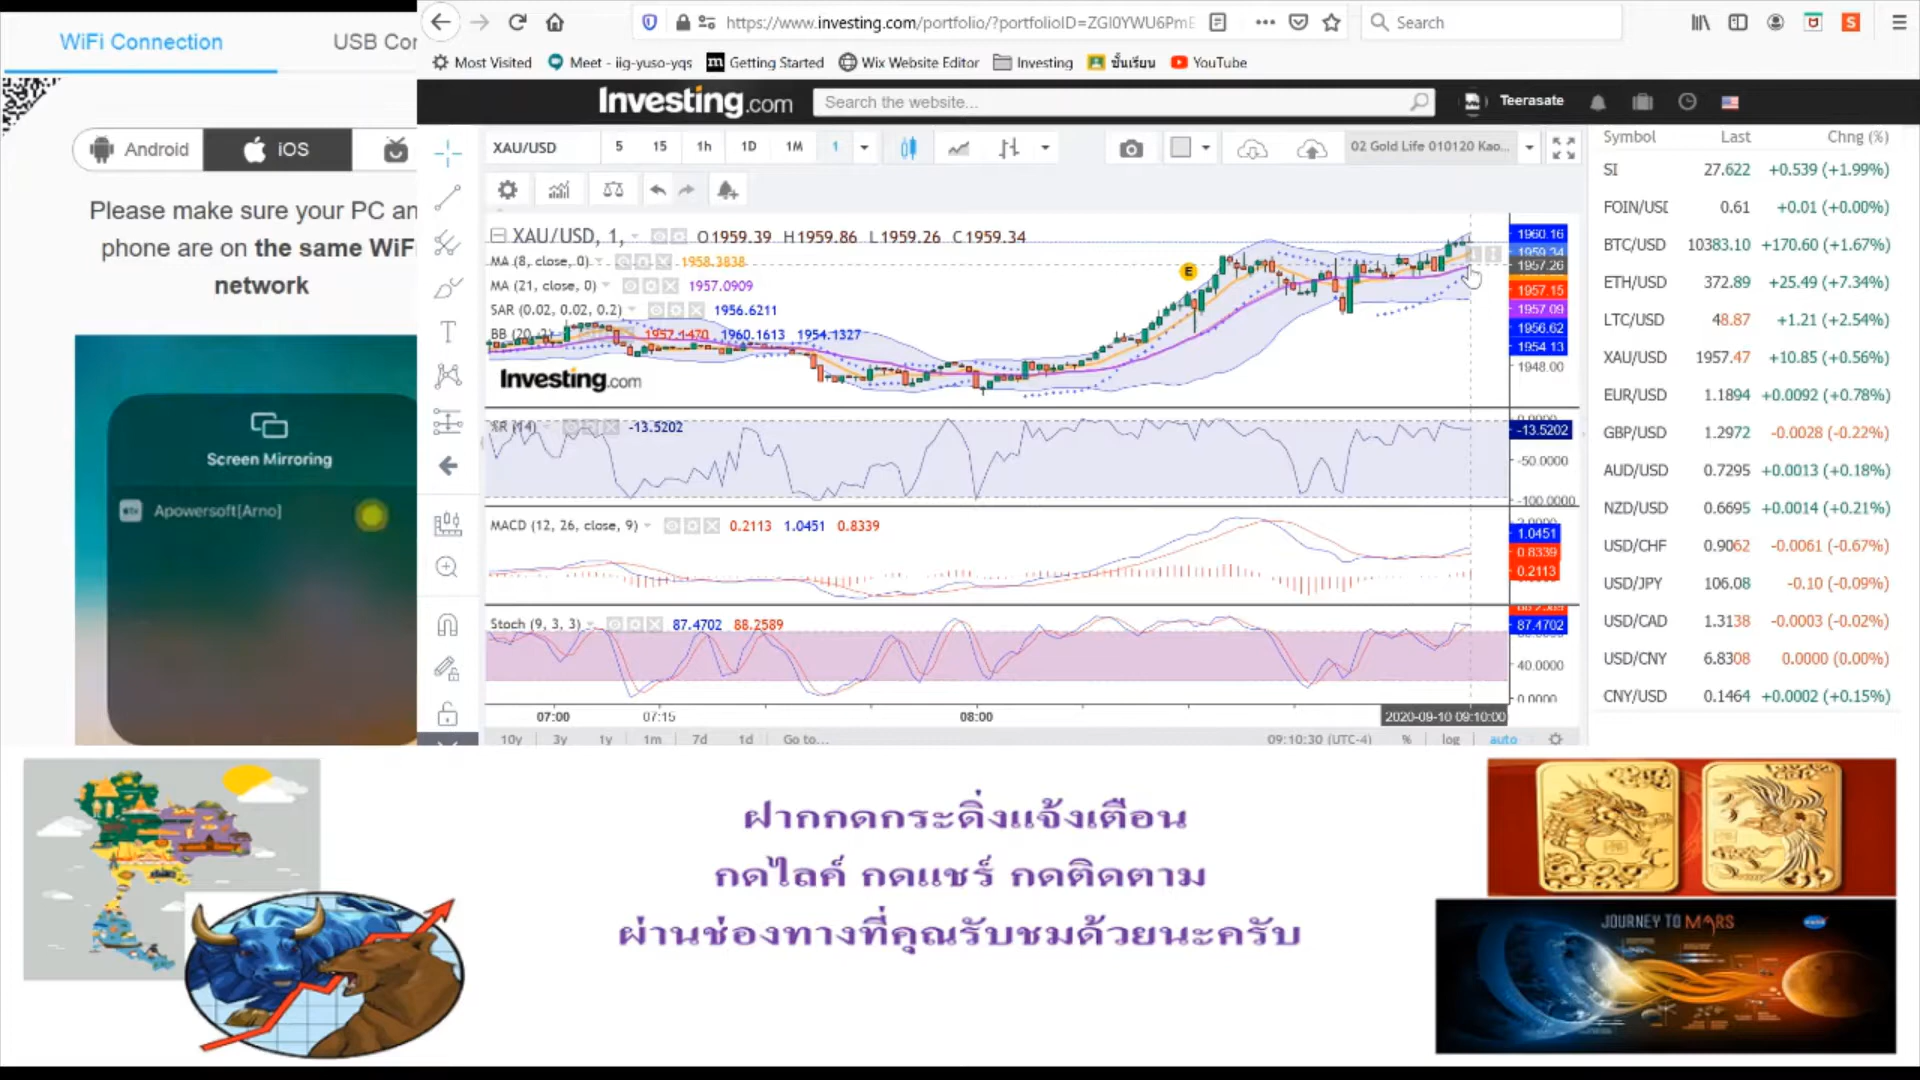 WiFi Connection
USB Co
Android
iOS
Please make sure your PC an
phone are on the same WiFi
network
Screen Mirroring
Apowersoft[Arno]
https://www.investing.com/portfolio/?portfolioID=ZGI0YWU6PmE
Search
Most Visited
Meet - iig-yuso-yqs
Getting Started
Wix Website Editor
Investing
ชั้นเรียน
YouTube
Investing.com
Search the website...
Teerasate
XAU/USD 5 15 1h 1D 1M 1
02 Gold Life 010120 Kao...
XAU/USD, 1, O1959.39 H1959.86 L1959.26 C1959.34
MA (8, close, 0) 1958.3838
MA (21, close, 0) 1957.0909
SAR (0.02, 0.02, 0.2) 1956.6211
BB (20, 2) 1957.1470 1960.1613 1954.1327
Investing.com
E
1960.16
1959.34
1957.26
1957.15
1957.09
1956.62
1954.13
1948.00
%R (14) -13.5202
0.0000
-13.5202
-50.0000
-100.0000
MACD (12, 26, close, 9) 0.2113 1.0451 0.8339
1.0451
0.8339
0.2113
Stoch (9, 3, 3) 87.4702 88.2589
88.2589
87.4702
40.0000
0.0000
07:00 07:15 08:00 2020-09-10 09:10:00
10y 3y 1y 1m 7d 1d Go to... 09:10:30 (UTC-4) % log auto
Symbol Last Chng (%)
SI 27.622 +0.539 (+1.99%)
FOIN/USD 0.61 +0.01 (+0.00%)
BTC/USD 10383.10 +170.60 (+1.67%)
ETH/USD 372.89 +25.49 (+7.34%)
LTC/USD 48.87 +1.21 (+2.54%)
XAU/USD 1957.47 +10.85 (+0.56%)
EUR/USD 1.1894 +0.0092 (+0.78%)
GBP/USD 1.2972 -0.0028 (-0.22%)
AUD/USD 0.7295 +0.0013 (+0.18%)
NZD/USD 0.6695 +0.0014 (+0.21%)
USD/CHF 0.9062 -0.0061 (-0.67%)
USD/JPY 106.08 -0.10 (-0.09%)
USD/CAD 1.3138 -0.0003 (-0.02%)
USD/CNY 6.8308 0.0000 (0.00%)
CNY/USD 0.1464 +0.0002 (+0.15%)
ฝากกดกระดิ่งแจ้งเตือน
กดไลค์ กดแชร์ กดติดตาม
ผ่านช่องทางที่คุณรับชมด้วยนะครับ
JOURNEY TO MARS